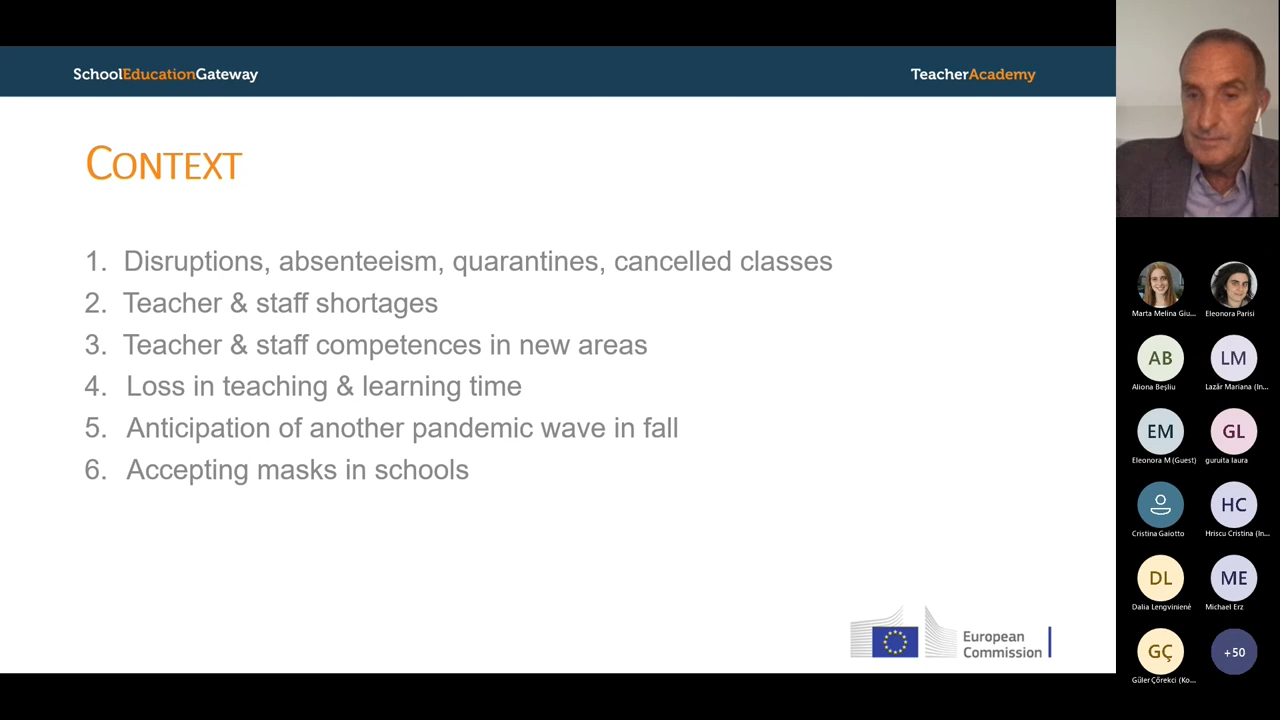 SchoolEducationGateway
TeacherAcademy
CONTEXT
1. Disruptions, absenteeism, quarantines, cancelled classes
2. Teacher & staff shortages
3. Teacher & staff competences in new areas
4. Loss in teaching & learning time
5. Anticipation of another pandemic wave in fall
6. Accepting masks in schools
European
Commission
Marta Melina Giu...
Eleonora Parisi
AB
LM
Aliona Beșliu
Lazăr Mariana (In...
EM
GL
Eleonora M (Guest)
guruita laura
HC
Cristina Gaiotto
Hriscu Cristina (In...
DL
ME
Dalia Lengvinienė
Michael Erz
GÇ
+50
Güler Çörekci (Ko...